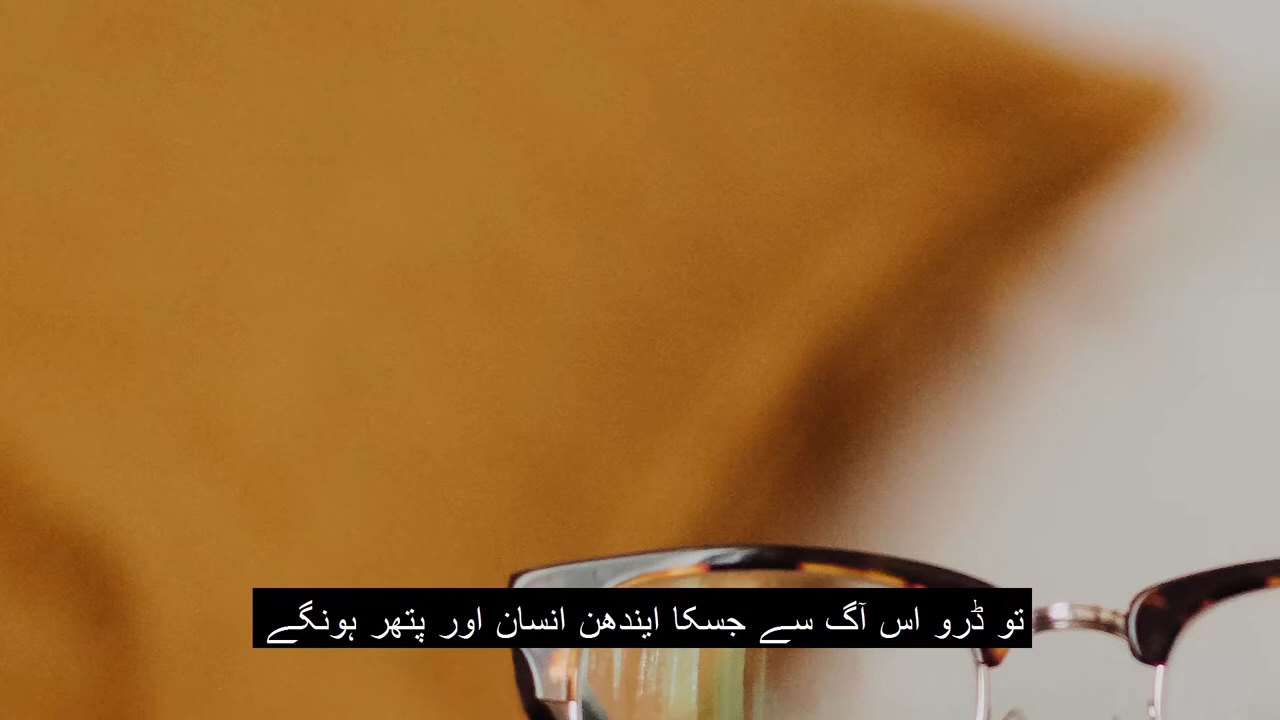 تو ڈرو اس آگ سے جسکا ایندھن انسان اور پتھر ہونگے